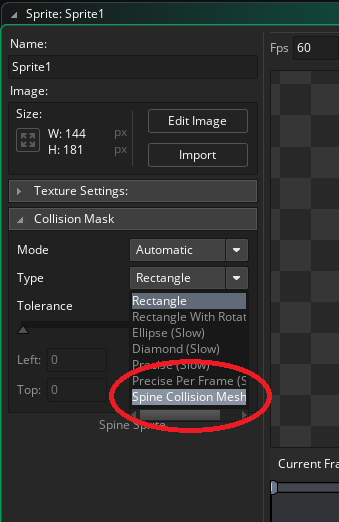 Sprite: Sprite1
Name:
Fps 60
Sprite1
Image:
Size:
W: 144 px
H: 181 px
Edit Image
Import
Texture Settings:
Collision Mask
Mode Automatic
Type Rectangle
Tolerance
Rectangle
Rectangle With Rotat
Ellipse (Slow)
Diamond (Slow)
Precise (Slow)
Precise Per Frame (S
Spine Collision Mesh
Left: 0
Top: 0
Spine Sprite
Current Fra